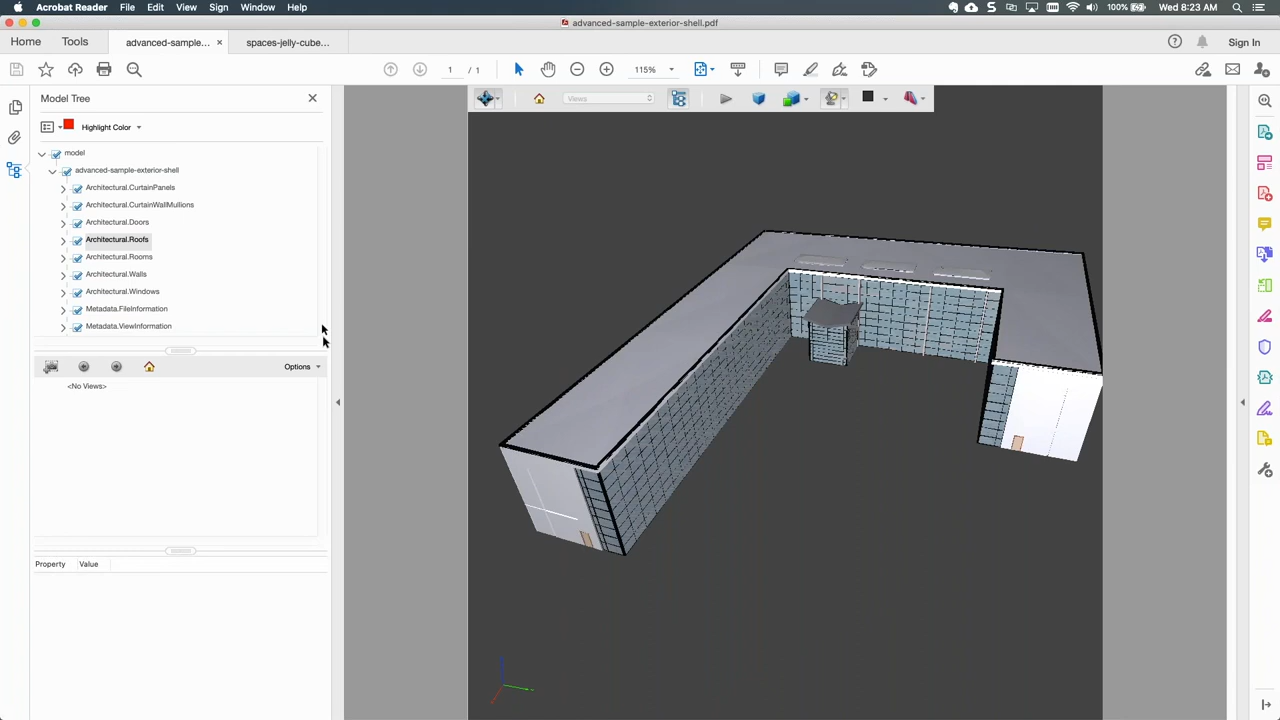 Acrobat Reader File Edit View Sign Window Help 100% Fri 8:23 AM
advanced-sample-exterior-shell.pdf
Home Tools advanced-sample... × spaces-jelly-cube... Sign In
1 / 1 115%
Model Tree
Highlight Color Views
model
advanced-sample-exterior-shell
Architectural.CurtainPanels
Architectural.CurtainWallMullions
Architectural.Doors
Architectural.Roofs
Architectural.Rooms
Architectural.Walls
Architectural.Windows
Metadata.FileInformation
Metadata.ViewInformation
Options
<No Views>
Property Value